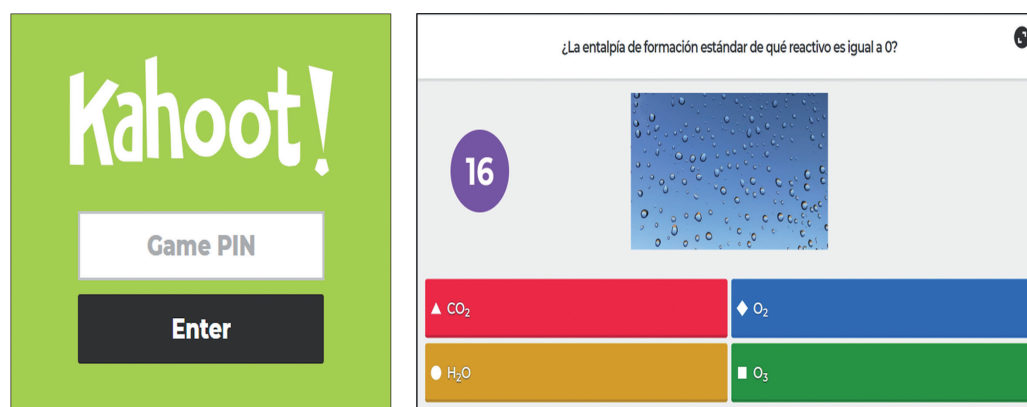 Kahoot!
Game PIN
Enter
¿La entalpía de formación estándar de qué reactivo es igual a 0?
16
CO₂
O₂
H₂O
O₃